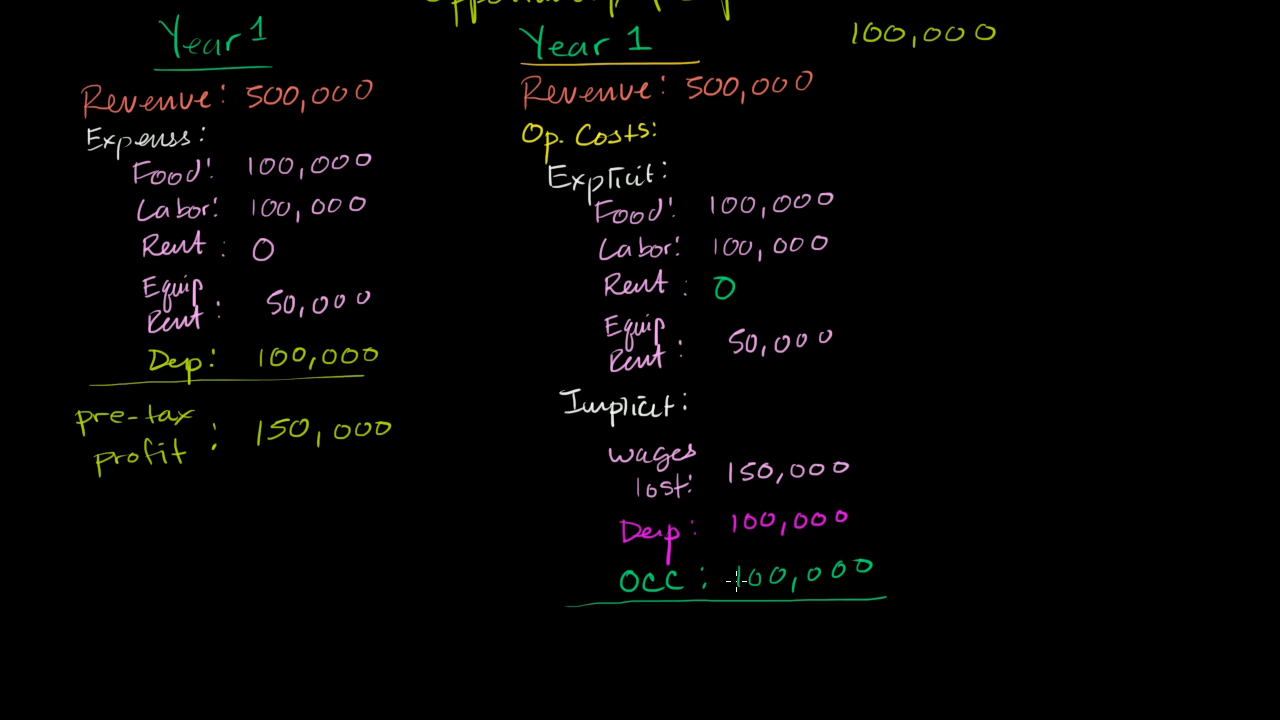 Year 1
Revenue: 500,000
Expenss:
Food: 100,000
Labor: 100,000
Rent: 0
Equip
Rent: 50,000
Dep: 100,000
pre-tax
profit: 150,000
Year 1
100,000
Revenue: 500,000
Op. Costs:
Explicit:
Food: 100,000
Labor: 100,000
Rent: 0
Equip
Rent: 50,000
Implicit:
wages
lost: 150,000
Dep: 100,000
OCC: 100,000